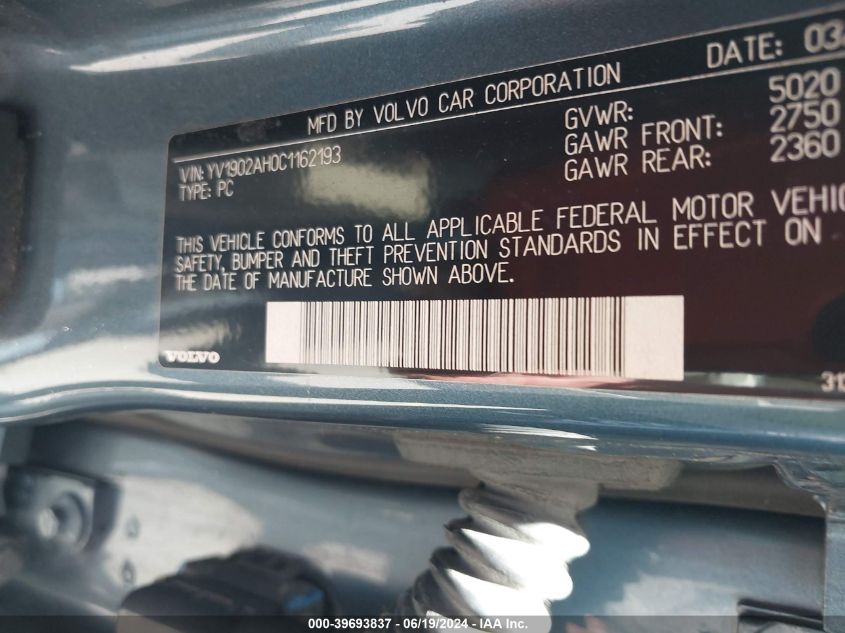 MFD BY VOLVO CAR CORPORATION
DATE: 03
VIN: YV1902AH0C1162193
TYPE: PC
GVWR: 5020
GAWR FRONT: 2750
GAWR REAR: 2360
THIS VEHICLE CONFORMS TO ALL APPLICABLE FEDERAL MOTOR VEHIC
SAFETY, BUMPER AND THEFT PREVENTION STANDARDS IN EFFECT ON
THE DATE OF MANUFACTURE SHOWN ABOVE.
VOLVO
31
000-39693837 - 06/19/2024 - IAA Inc.